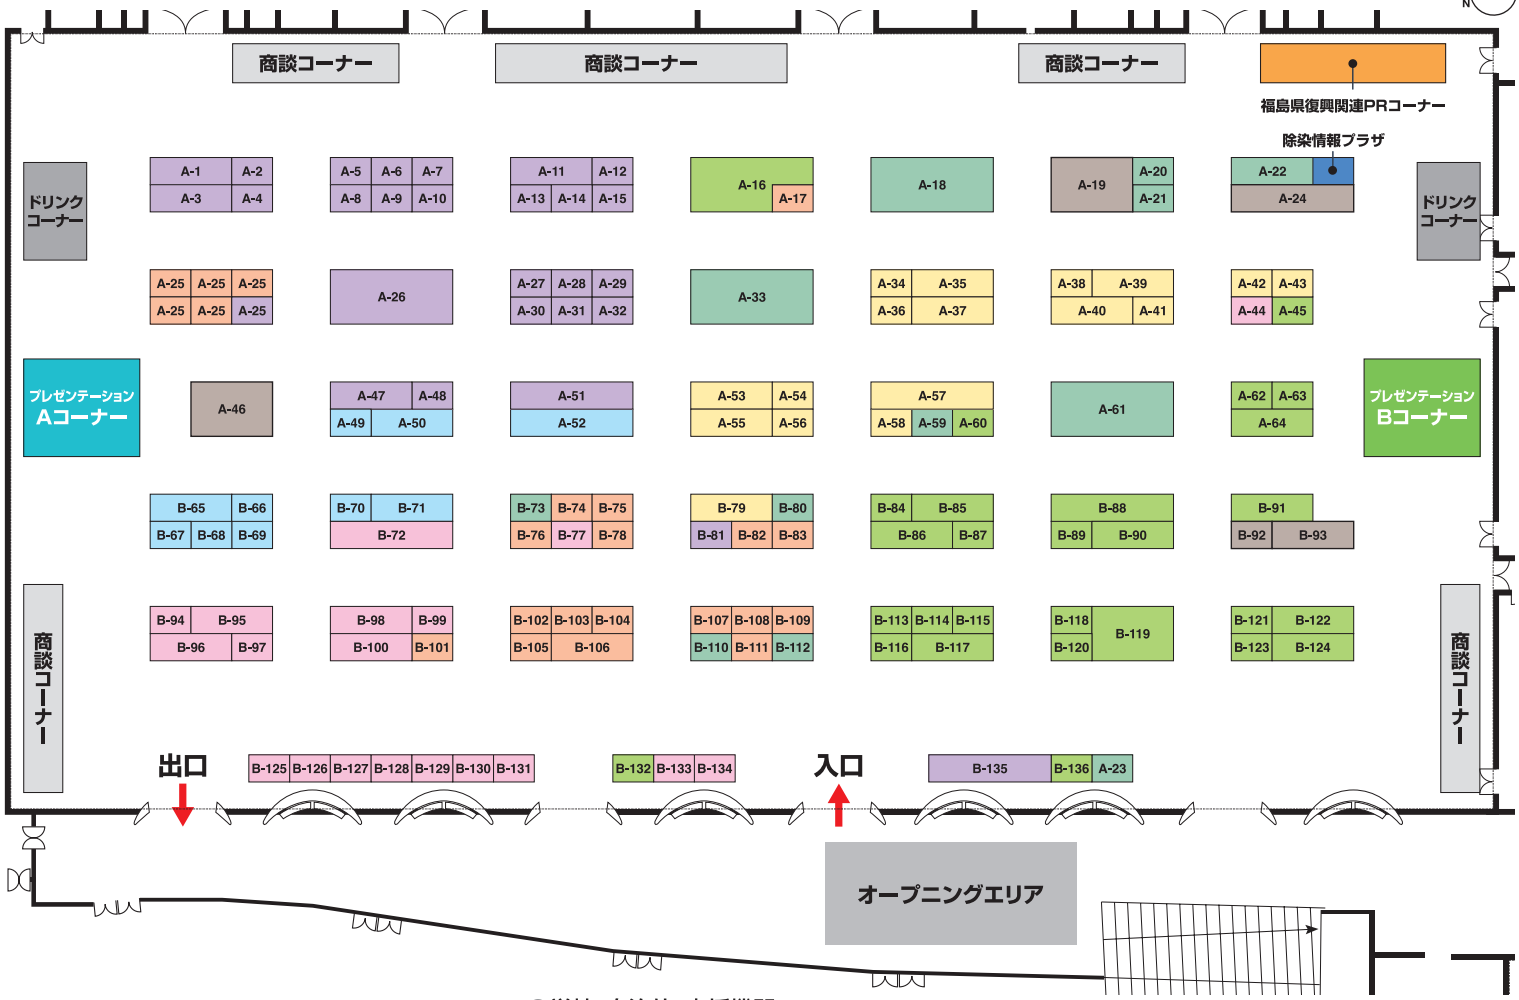 N
商談コーナー
商談コーナー
商談コーナー
福島県復興関連PRコーナー
除染情報プラザ
ドリンク
コーナー
A-1 A-2
A-3 A-4
A-5 A-6 A-7
A-8 A-9 A-10
A-11 A-12
A-13 A-14 A-15
A-16
A-17
A-18
A-19
A-20
A-21
A-22
A-24
ドリンク
コーナー
A-25 A-25 A-25
A-25 A-25 A-25
A-26
A-27 A-28 A-29
A-30 A-31 A-32
A-33
A-34 A-35
A-36 A-37
A-38 A-39
A-40 A-41
A-42 A-43
A-44 A-45
プレゼンテーション
Aコーナー
A-46
A-47 A-48
A-49 A-50
A-51
A-52
A-53 A-54
A-55 A-56
A-57
A-58 A-59 A-60
A-61
A-62 A-63
A-64
プレゼンテーション
Bコーナー
B-65 B-66
B-67 B-68 B-69
B-70 B-71
B-72
B-73 B-74 B-75
B-76 B-77 B-78
B-79 B-80
B-81 B-82 B-83
B-84 B-85
B-86 B-87
B-88
B-89 B-90
B-91
B-92 B-93
商談コーナー
B-94 B-95
B-96 B-97
B-98 B-99
B-100 B-101
B-102 B-103 B-104
B-105 B-106
B-107 B-108 B-109
B-110 B-111 B-112
B-113 B-114 B-115
B-116 B-117
B-118
B-119
B-120
B-121 B-122
B-123 B-124
商談コーナー
出口
B-125 B-126 B-127 B-128 B-129 B-130 B-131
B-132 B-133 B-134
入口
B-135 B-136 A-23
オープニングエリア